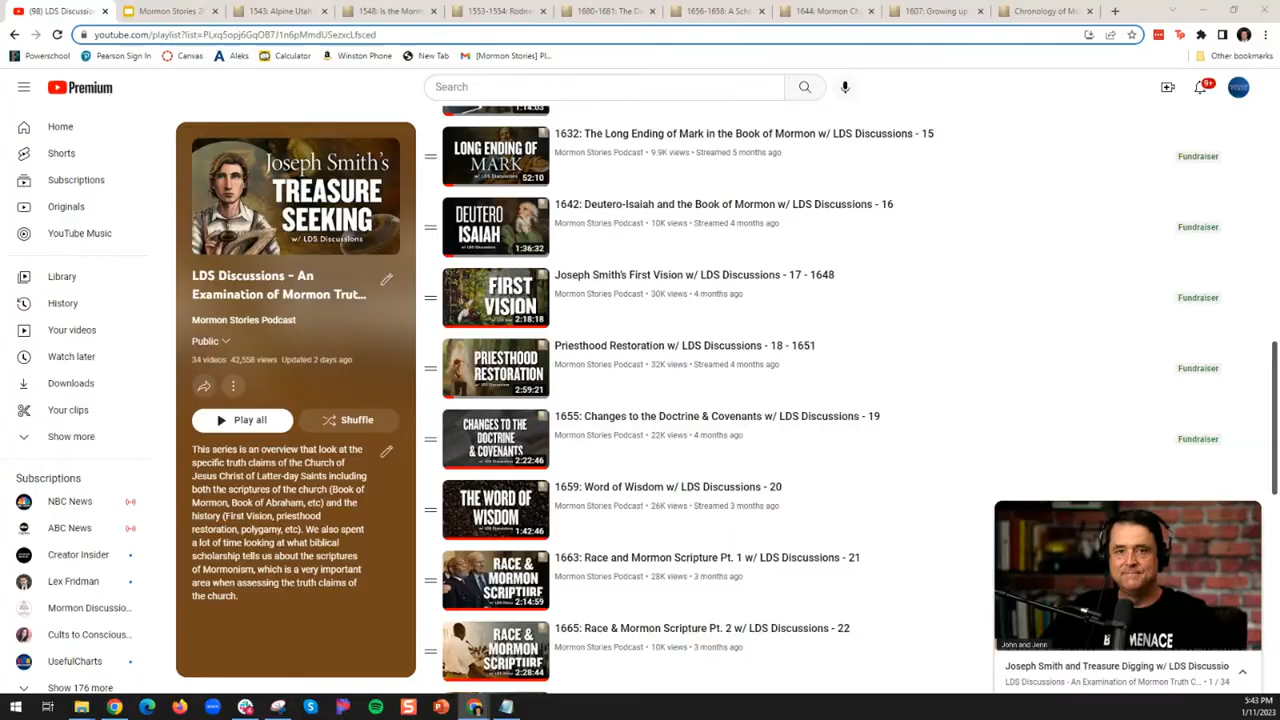 (98) LDS Discussio
Mormon Stories 20
1543: Alpine Utah
1548: Is the Morm
1553-1554: Rodne
1680-1681: The D
1656-1658: A Scho
1644: Mormon Chu
1607: Growing up
Chronology of Mo
youtube.com/playlist?list=PLxq5opj6GqOB7J1n6pMmdUSezxcLfsced
Powerschool
Pearson Sign In
Canvas
Aleks
Calculator
Winston Phone
New Tab
[Mormon Stories] Pl...
Other bookmarks
Premium
Search
9+
Home
Shorts
Subscriptions
Originals
YouTube Music
Library
History
Your videos
Watch later
Downloads
Your clips
Show more
Subscriptions
NBC News
ABC News
Creator Insider
Lex Fridman
Mormon Discussio...
Cults to Conscious...
UsefulCharts
Show 176 more
Joseph Smith's
TREASURE
SEEKING
w/ LDS Discussions
LDS Discussions - An
Examination of Mormon Trut...
Mormon Stories Podcast
Public
34 videos 42,558 views Updated 2 days ago
Play all
Shuffle
This series is an overview that look at the
specific truth claims of the Church of
Jesus Christ of Latter-day Saints including
both the scriptures of the church (Book of
Mormon, Book of Abraham, etc) and the
history (First Vision, priesthood
restoration, polygamy, etc). We also spent
a lot of time looking at what biblical
scholarship tells us about the scriptures
of Mormonism, which is a very important
area when assessing the truth claims of
the church.
1:14:03
LONG ENDING OF
MARK
52:10
1632: The Long Ending of Mark in the Book of Mormon w/ LDS Discussions - 15
Mormon Stories Podcast • 9.9K views • Streamed 5 months ago
Fundraiser
DEUTERO
ISAIAH
1:36:32
1642: Deutero-Isaiah and the Book of Mormon w/ LDS Discussions - 16
Mormon Stories Podcast • 10K views • Streamed 4 months ago
Fundraiser
FIRST
VISION
2:18:18
Joseph Smith's First Vision w/ LDS Discussions - 17 - 1648
Mormon Stories Podcast • 30K views • 4 months ago
Fundraiser
PRIESTHOOD
RESTORATION
2:59:21
Priesthood Restoration w/ LDS Discussions - 18 - 1651
Mormon Stories Podcast • 32K views • Streamed 4 months ago
Fundraiser
CHANGES TO THE
DOCTRINE
& COVENANTS
2:22:46
1655: Changes to the Doctrine & Covenants w/ LDS Discussions - 19
Mormon Stories Podcast • 22K views • 4 months ago
Fundraiser
THE WORD OF
WISDOM
1:42:46
1659: Word of Wisdom w/ LDS Discussions - 20
Mormon Stories Podcast • 26K views • Streamed 3 months ago
RACE &
MORMON
SCRIPTURE
2:14:59
1663: Race and Mormon Scripture Pt. 1 w/ LDS Discussions - 21
Mormon Stories Podcast • 28K views • 3 months ago
RACE &
MORMON
SCRIPTURE
2:28:44
1665: Race & Mormon Scripture Pt. 2 w/ LDS Discussions - 22
Mormon Stories Podcast • 10K views • 3 months ago
MENACE
John and Jenn
Joseph Smith and Treasure Digging w/ LDS Discussio
LDS Discussions - An Examination of Mormon Truth C... • 1 / 34
5:43 PM
1/11/2023